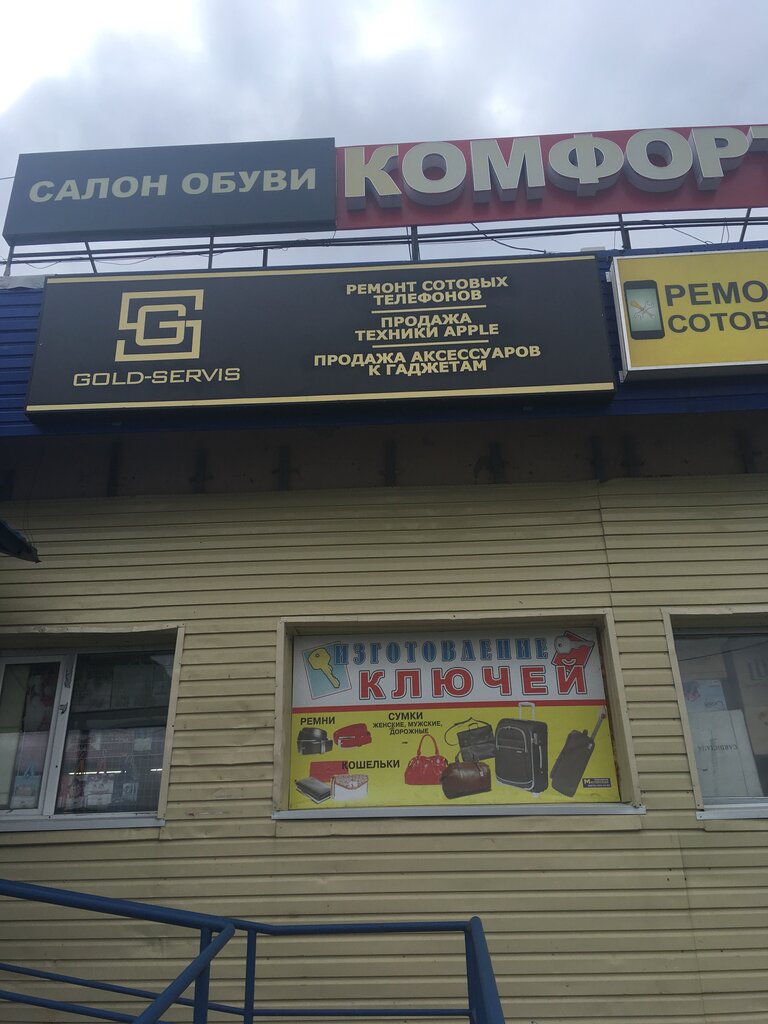 САЛОН ОБУВИ
КОМФОРТ
GOLD-SERVIS
РЕМОНТ СОТОВЫХ
ТЕЛЕФОНОВ
ПРОДАЖА
ТЕХНИКИ APPLE
ПРОДАЖА АКСЕССУАРОВ
К ГАДЖЕТАМ
РЕМО
СОТОВ
ИЗГОТОВЛЕНИЕ
КЛЮЧЕЙ
РЕМНИ
СУМКИ
ЖЕНСКИЕ, МУЖСКИЕ,
ДОРОЖНЫЕ
КОШЕЛЬКИ